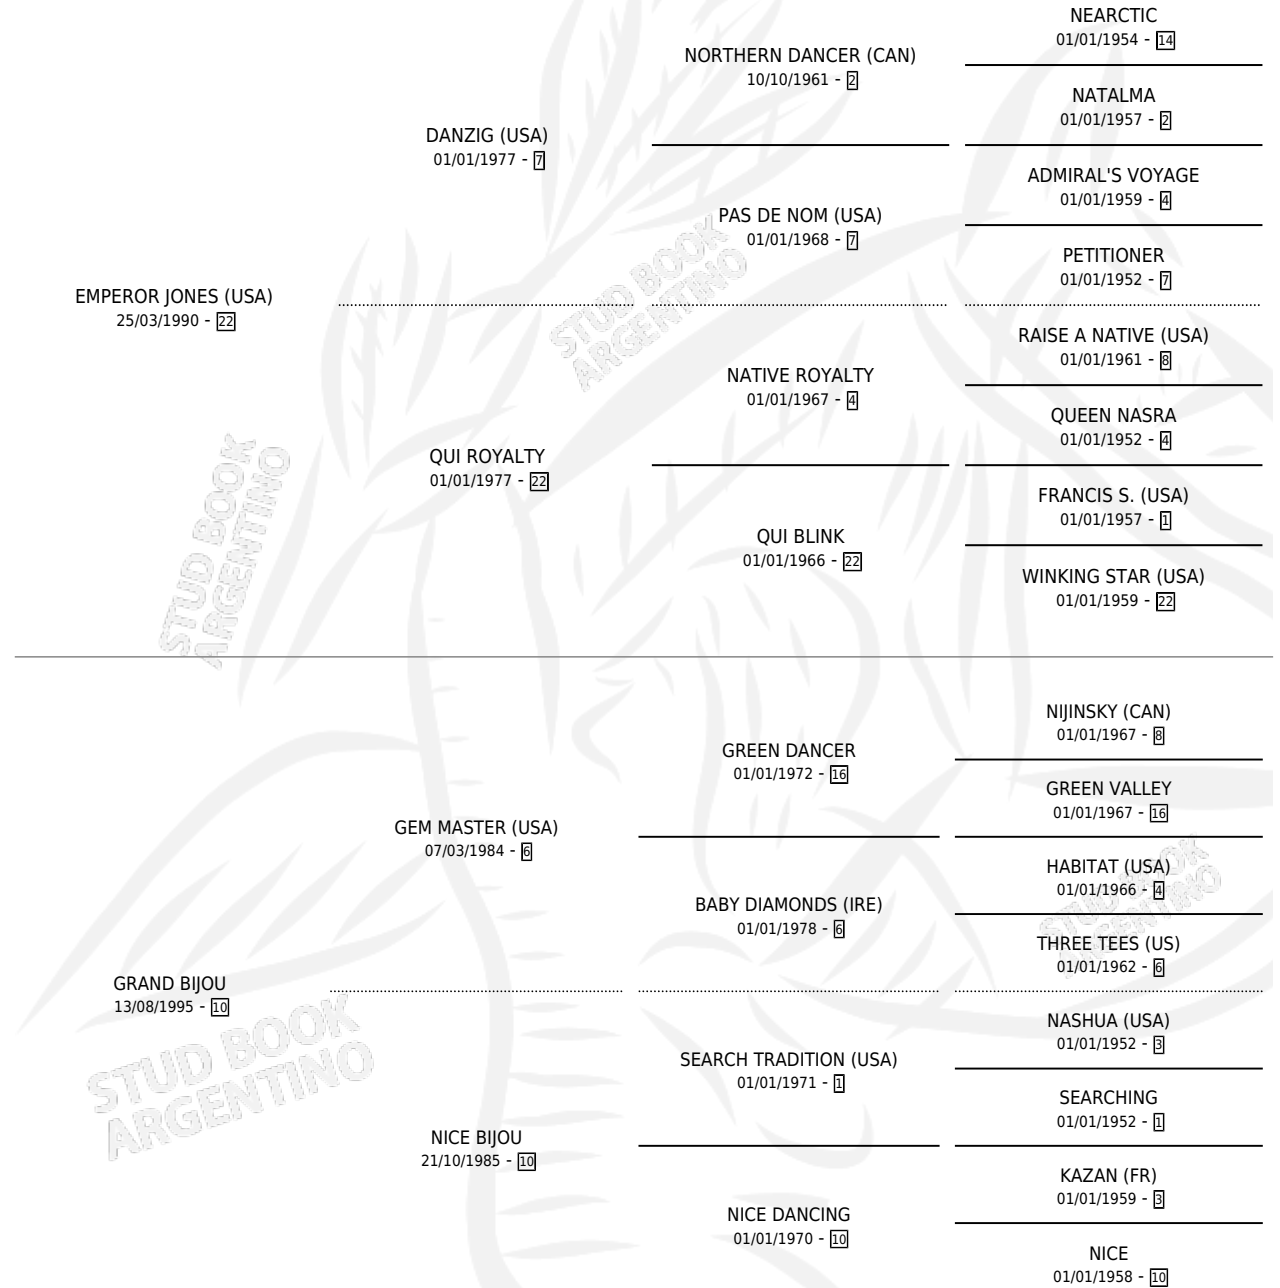 NEARCTIC
01/01/1954 - 14
NORTHERN DANCER (CAN)
10/10/1961 - 2
NATALMA
01/01/1957 - 2
DANZIG (USA)
01/01/1977 - 7
ADMIRAL'S VOYAGE
01/01/1959 - 4
PAS DE NOM (USA)
01/01/1968 - 7
PETITIONER
01/01/1952 - 7
EMPEROR JONES (USA)
25/03/1990 - 22
RAISE A NATIVE (USA)
01/01/1961 - 8
NATIVE ROYALTY
01/01/1967 - 4
QUEEN NASRA
01/01/1952 - 4
QUI ROYALTY
01/01/1977 - 22
FRANCIS S. (USA)
01/01/1957 - 1
QUI BLINK
01/01/1966 - 22
WINKING STAR (USA)
01/01/1959 - 22
NIJINSKY (CAN)
01/01/1967 - 8
GREEN DANCER
01/01/1972 - 16
GREEN VALLEY
01/01/1967 - 16
GEM MASTER (USA)
07/03/1984 - 6
HABITAT (USA)
01/01/1966 - 4
BABY DIAMONDS (IRE)
01/01/1978 - 6
THREE TEES (US)
01/01/1962 - 6
GRAND BIJOU
13/08/1995 - 10
NASHUA (USA)
01/01/1952 - 3
SEARCH TRADITION (USA)
01/01/1971 - 1
SEARCHING
01/01/1952 - 1
NICE BIJOU
21/10/1985 - 10
KAZAN (FR)
01/01/1959 - 3
NICE DANCING
01/01/1970 - 10
NICE
01/01/1958 - 10
STUD BOOK
ARGENTINO
STUD BOOK
ARGENTINO
STUD BOOK
ARGENTINO
STUD BOOK
ARGENTINO